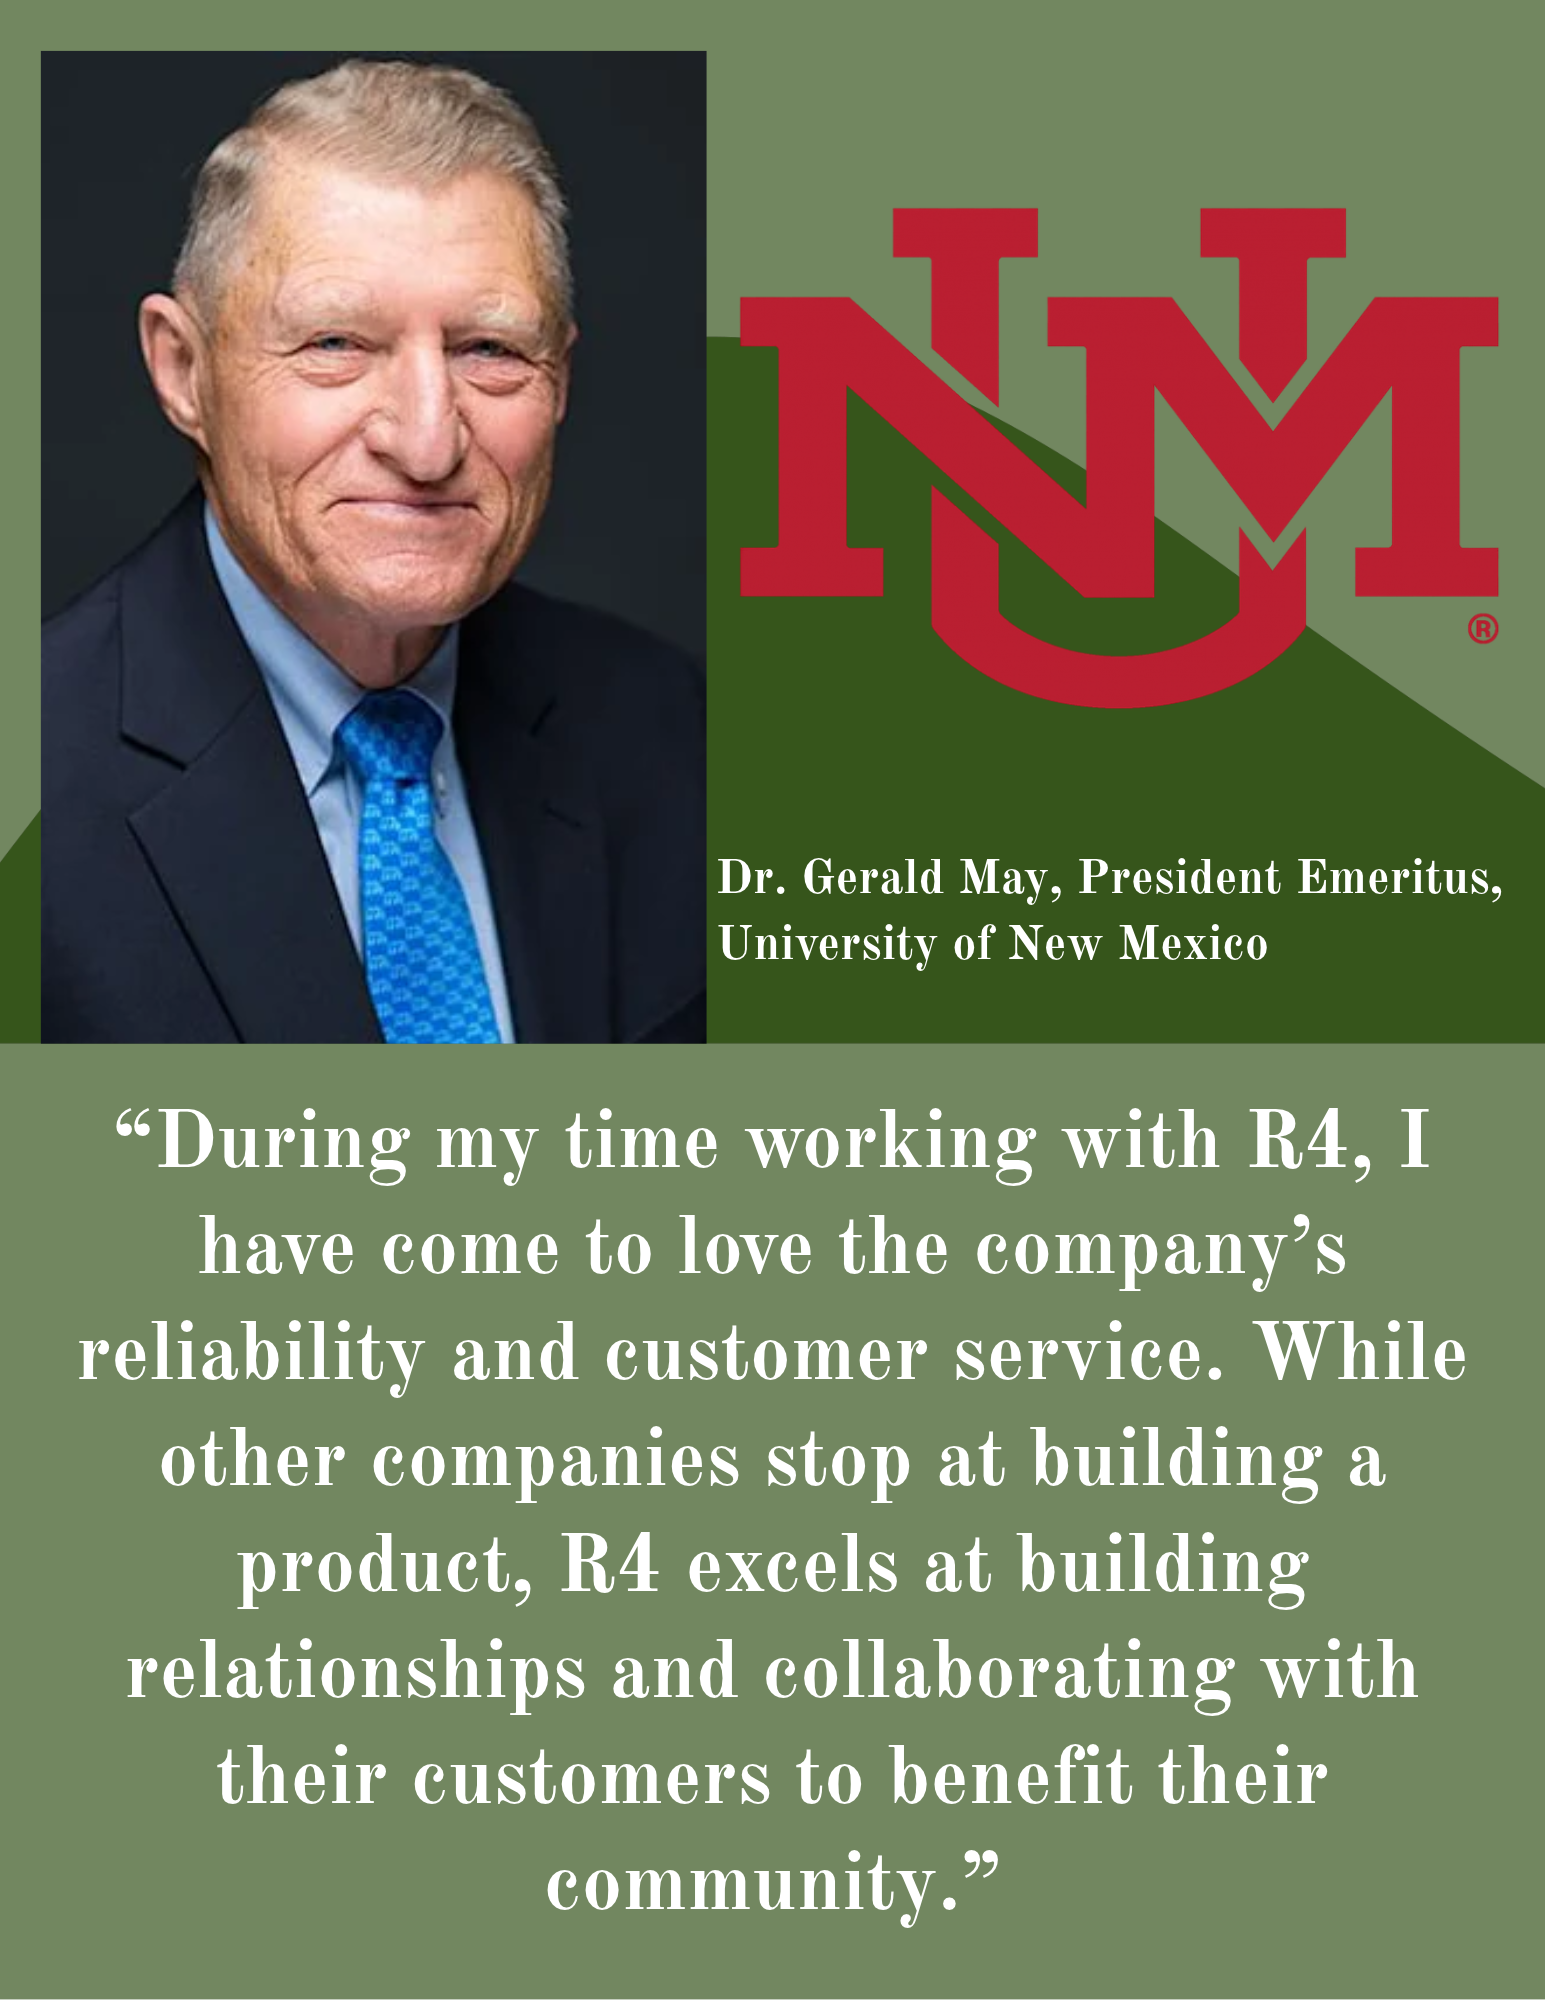 UNM
®
Dr. Gerald May, President Emeritus,
University of New Mexico
“During my time working with R4, I
have come to love the company’s
reliability and customer service. While
other companies stop at building a
product, R4 excels at building
relationships and collaborating with
their customers to benefit their
community.”